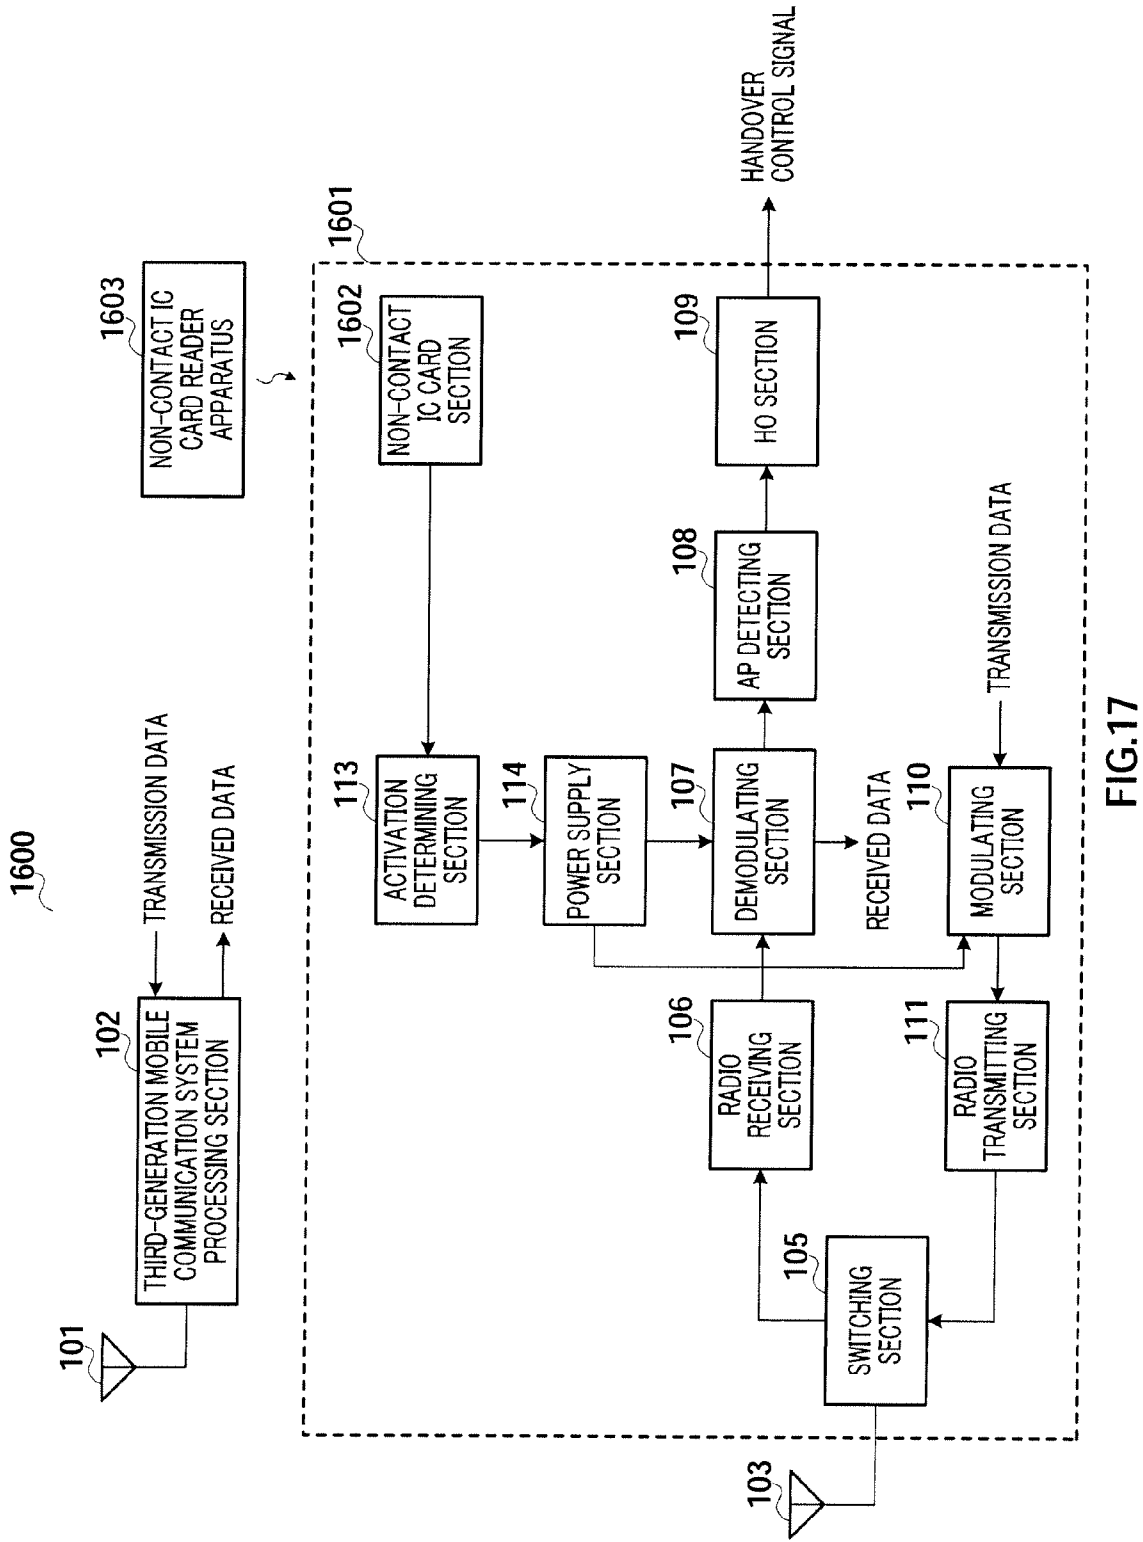 1600
101
102
THIRD-GENERATION MOBILE
COMMUNICATION SYSTEM
PROCESSING SECTION
TRANSMISSION DATA
RECEIVED DATA
1603
NON-CONTACT IC
CARD READER
APPARATUS
1601
113
ACTIVATION
DETERMINING
SECTION
1602
NON-CONTACT
IC CARD
SECTION
114
POWER SUPPLY
SECTION
106
RADIO
RECEIVING
SECTION
107
DEMODULATING
SECTION
108
AP DETECTING
SECTION
109
HO SECTION
HANDOVER
CONTROL SIGNAL
103
105
SWITCHING
SECTION
RECEIVED DATA
111
RADIO
TRANSMITTING
SECTION
110
MODULATING
SECTION
TRANSMISSION DATA
FIG.17